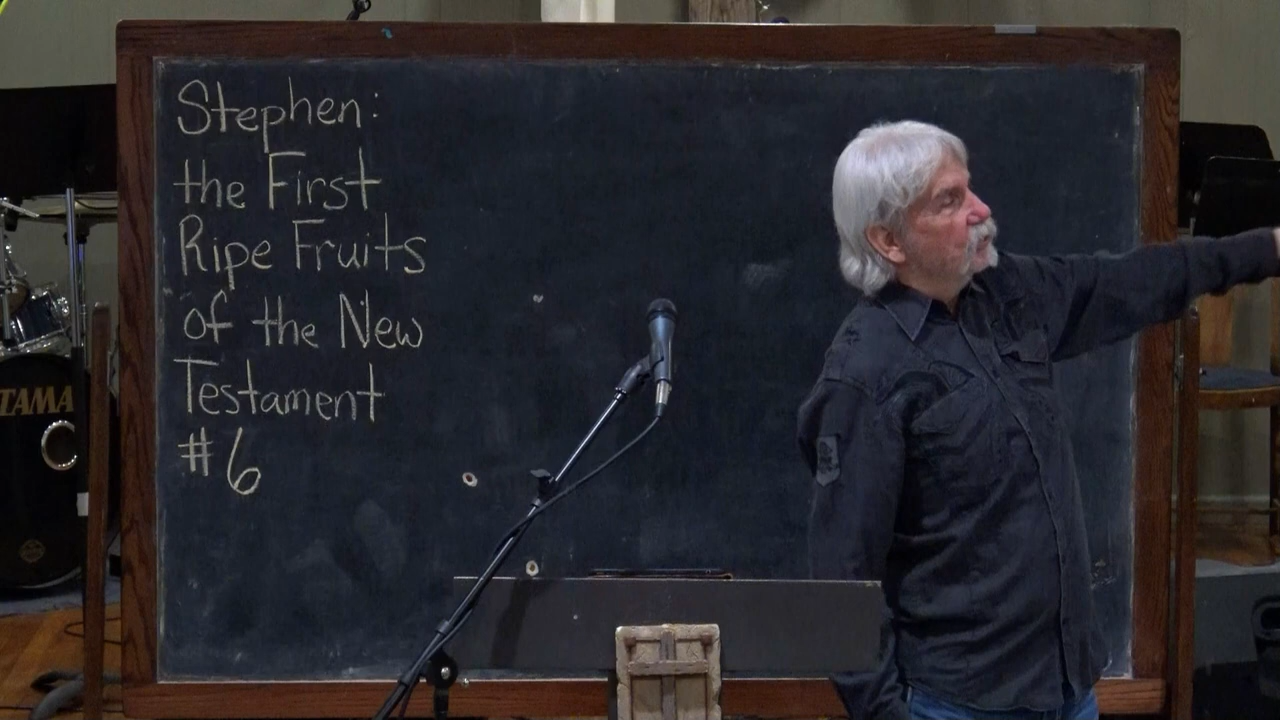 Stephen:
the First
Ripe Fruits
of the New
Testament
#6
TAMA